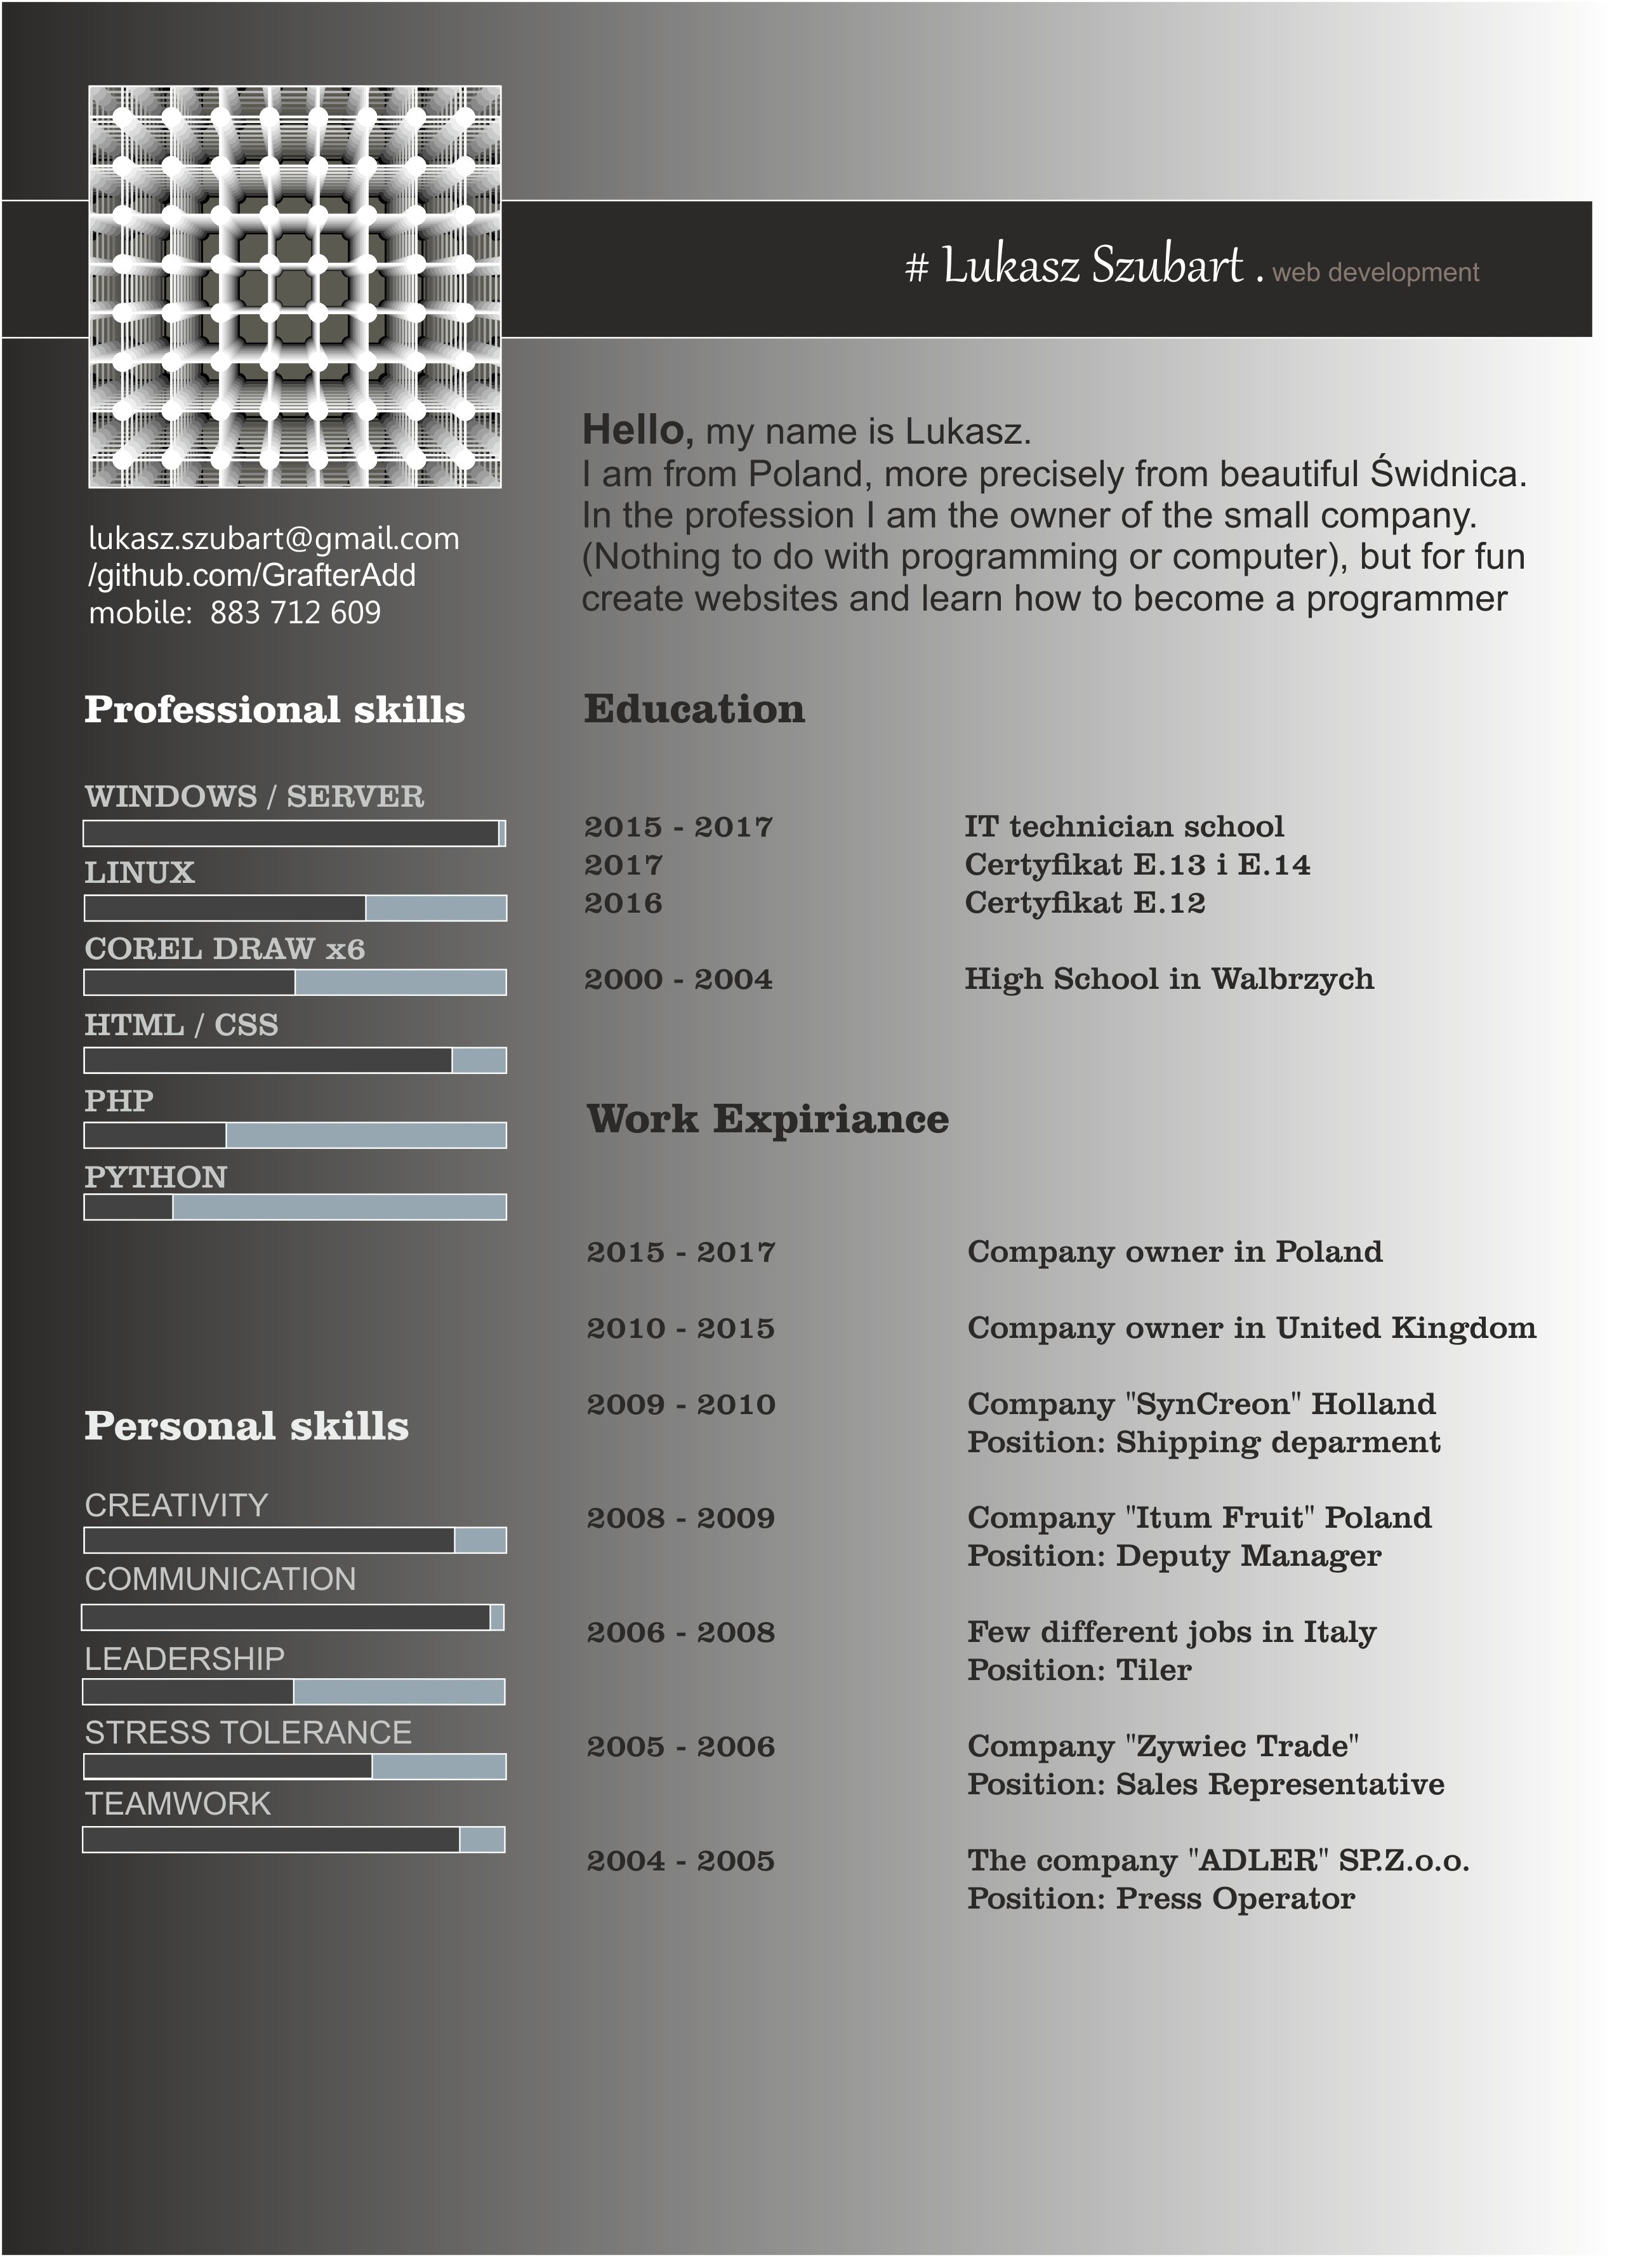 # Lukasz Szubart . web development
lukasz.szubart@gmail.com
/github.com/GrafterAdd
mobile: 883 712 609
Hello, my name is Lukasz.
I am from Poland, more precisely from beautiful Świdnica.
In the profession I am the owner of the small company.
(Nothing to do with programming or computer), but for fun
create websites and learn how to become a programmer
Professional skills
WINDOWS / SERVER
LINUX
COREL DRAW x6
HTML / CSS
PHP
PYTHON
Personal skills
CREATIVITY
COMMUNICATION
LEADERSHIP
STRESS TOLERANCE
TEAMWORK
Education
2015 - 2017 IT technician school
2017 Certyfikat E.13 i E.14
2016 Certyfikat E.12
2000 - 2004 High School in Walbrzych
Work Expiriance
2015 - 2017 Company owner in Poland
2010 - 2015 Company owner in United Kingdom
2009 - 2010 Company "SynCreon" Holland
Position: Shipping deparment
2008 - 2009 Company "Itum Fruit" Poland
Position: Deputy Manager
2006 - 2008 Few different jobs in Italy
Position: Tiler
2005 - 2006 Company "Zywiec Trade"
Position: Sales Representative
2004 - 2005 The company "ADLER" SP.Z.o.o.
Position: Press Operator